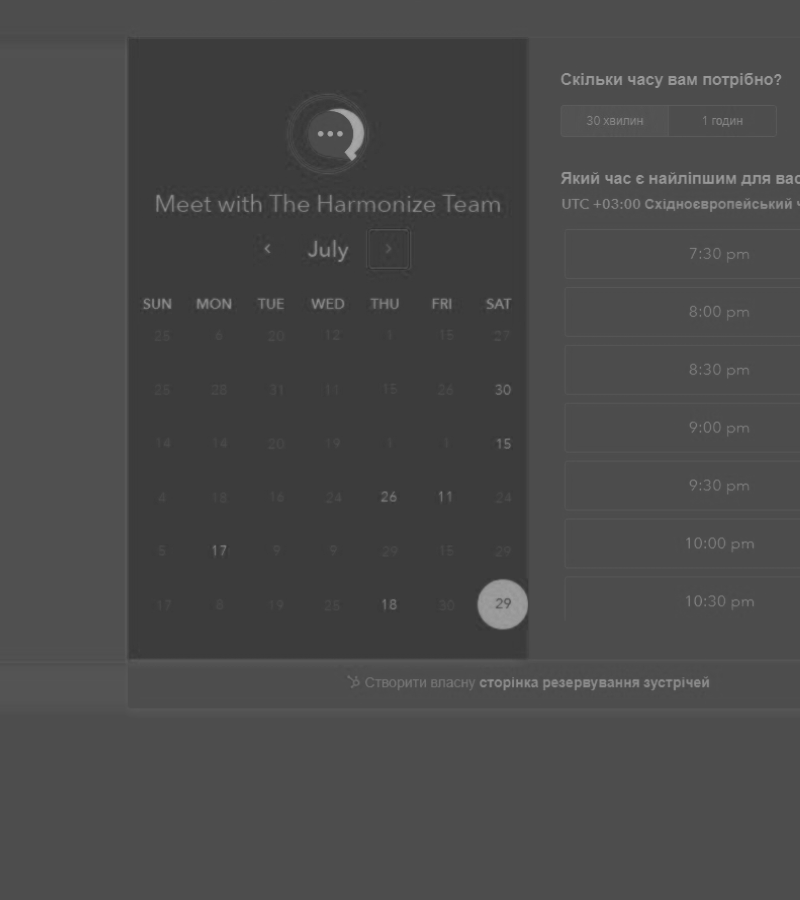 Meet with The Harmonize Team
July
SUN MON TUE WED THU FRI SAT
25 6 20 12 1 15 27
25 28 31 11 15 26 30
14 14 20 19 1 1 15
4 18 16 24 26 11 24
5 17 9 9 29 15 29
17 8 19 25 18 30 29
Скільки часу вам потрібно?
30 хвилин 1 годин
Який час є найліпшим для вас
UTC +03:00 Східноєвропейський ч
7:30 pm
8:00 pm
8:30 pm
9:00 pm
9:30 pm
10:00 pm
10:30 pm
Створити власну сторінка резервування зустрічей